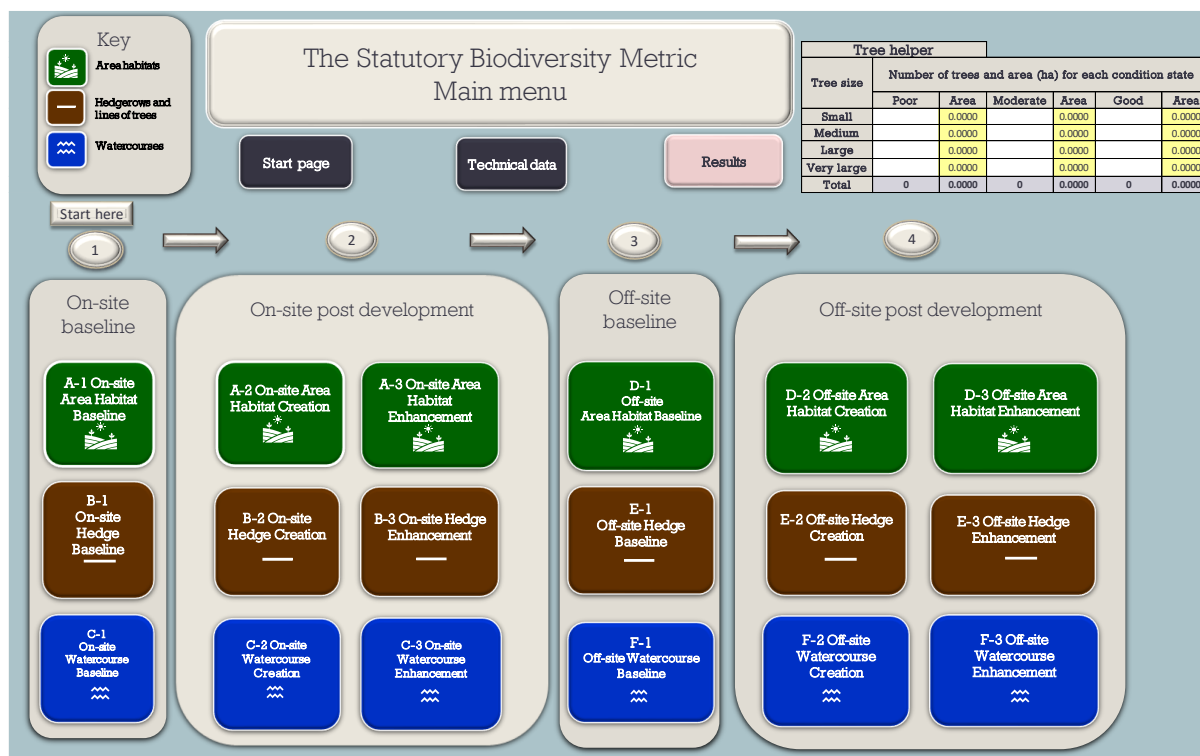 Key
Area habitats
Hedgerows and
lines of trees
Watercourses
The Statutory Biodiversity Metric
Main menu
Start page
Technical data
Results
Tree helper
Tree size
Number of trees and area (ha) for each condition state
Poor Area Moderate Area Good Area
Small 0.0000 0.0000 0.0000
Medium 0.0000 0.0000 0.0000
Large 0.0000 0.0000 0.0000
Very large 0.0000 0.0000 0.0000
Total 0 0.0000 0 0.0000 0 0.0000
Start here
1
2
3
4
On-site
baseline
A-1 On-site
Area Habitat
Baseline
B-1
On-site
Hedge
Baseline
C-1
On-site
Watercourse
Baseline
On-site post development
A-2 On-site Area
Habitat Creation
A-3 On-site Area
Habitat
Enhancement
B-2 On-site
Hedge Creation
B-3 On-site Hedge
Enhancement
C-2 On-site
Watercourse
Creation
C-3 On-site
Watercourse
Enhancement
Off-site
baseline
D-1
Off-site
Area Habitat Baseline
E-1
Off-site Hedge
Baseline
F-1
Off-site Watercourse
Baseline
Off-site post development
D-2 Off-site Area
Habitat Creation
D-3 Off-site Area
Habitat Enhancement
E-2 Off-site Hedge
Creation
E-3 Off-site Hedge
Enhancement
F-2 Off-site
Watercourse
Creation
F-3 Off-site
Watercourse
Enhancement